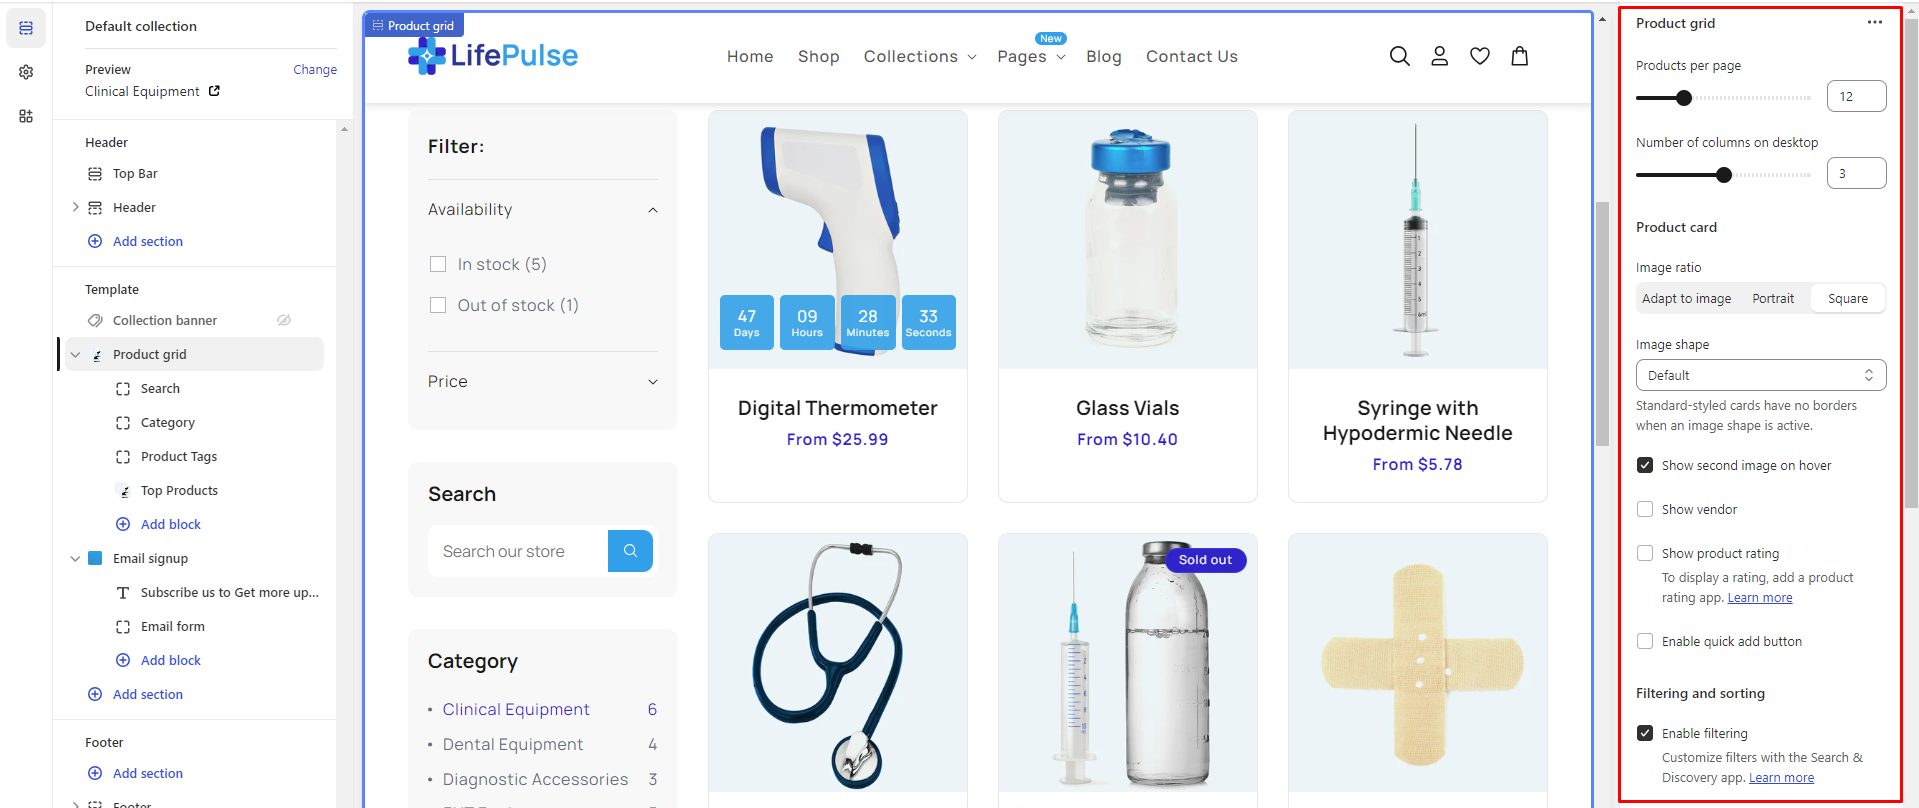 Default collection
Preview
Change
Clinical Equipment
Header
Top Bar
Header
Add section
Template
Collection banner
Product grid
Search
Category
Product Tags
Top Products
Add block
Email signup
Subscribe us to Get more up...
Email form
Add block
Add section
Footer
Add section
Footer
Product grid
LifePulse
Home
Shop
Collections
Pages
New
Blog
Contact Us
Filter:
Availability
In stock (5)
Out of stock (1)
Price
Search
Search our store
Category
• Clinical Equipment 6
• Dental Equipment 4
• Diagnostic Accessories 3
47 Days
09 Hours
28 Minutes
33 Seconds
Digital Thermometer
From $25.99
Glass Vials
From $10.40
Syringe with
Hypodermic Needle
From $5.78
Sold out
Product grid
Products per page
12
Number of columns on desktop
3
Product card
Image ratio
Adapt to image
Portrait
Square
Image shape
Default
Standard-styled cards have no borders
when an image shape is active.
Show second image on hover
Show vendor
Show product rating
To display a rating, add a product
rating app. Learn more
Enable quick add button
Filtering and sorting
Enable filtering
Customize filters with the Search &
Discovery app. Learn more